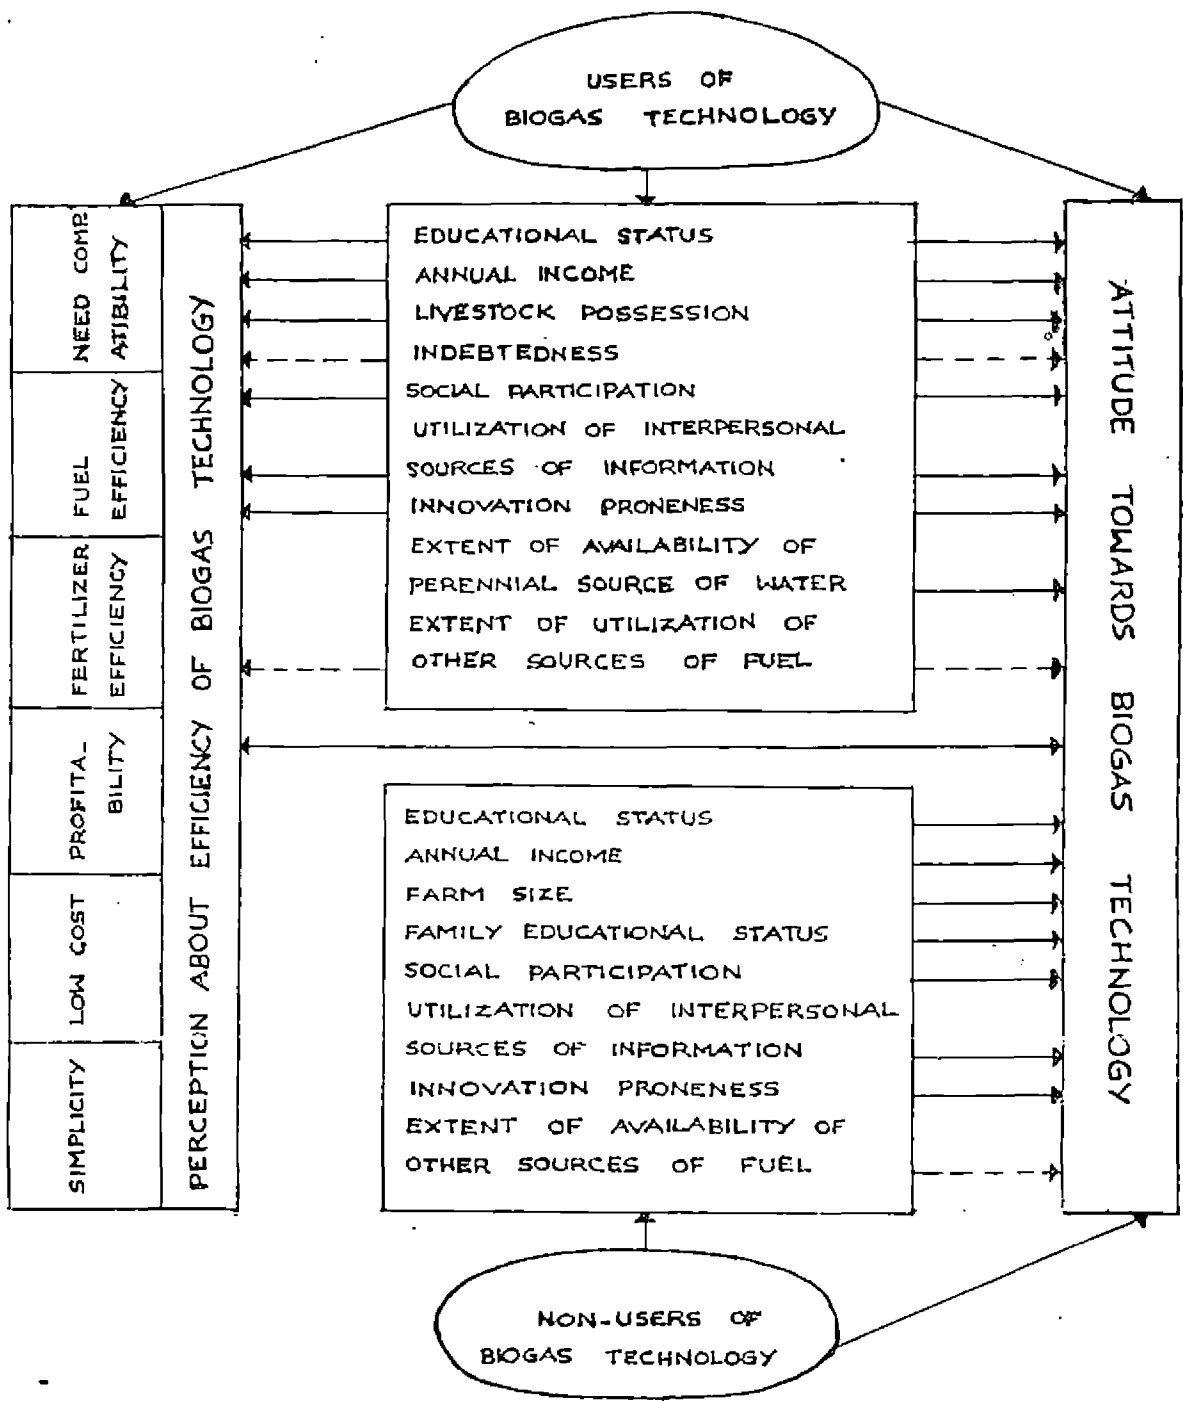 USERS OF
BIOGAS TECHNOLOGY
NEED COMP.
ATIBILITY
FUEL
EFFICIENCY
FERTILIZER
EFFICIENCY
PROFITA-
BILITY
LOW COST
SIMPLICITY
PERCEPTION ABOUT EFFICIENCY OF BIOGAS TECHNOLOGY
EDUCATIONAL STATUS
ANNUAL INCOME
LIVESTOCK POSSESSION
INDEBTEDNESS
SOCIAL PARTICIPATION
UTILIZATION OF INTERPERSONAL
SOURCES OF INFORMATION
INNOVATION PRONENESS
EXTENT OF AVAILABILITY OF
PERENNIAL SOURCE OF WATER
EXTENT OF UTILIZATION OF
OTHER SOURCES OF FUEL
EDUCATIONAL STATUS
ANNUAL INCOME
FARM SIZE
FAMILY EDUCATIONAL STATUS
SOCIAL PARTICIPATION
UTILIZATION OF INTERPERSONAL
SOURCES OF INFORMATION
INNOVATION PRONENESS
EXTENT OF AVAILABILITY OF
OTHER SOURCES OF FUEL
ATTITUDE TOWARDS BIOGAS TECHNOLOGY
NON-USERS OF
BIOGAS TECHNOLOGY